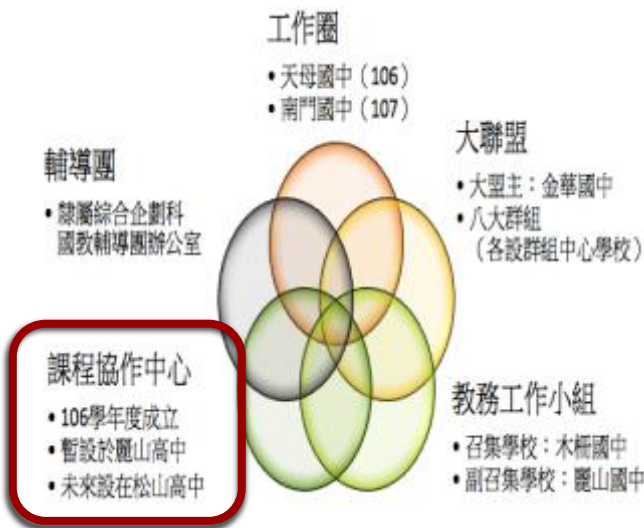 工作圈
• 天母國中（106）
• 南門國中（107）
大聯盟
• 大盟主：金華國中
• 八大群組
（各設群組中心學校）
輔導團
• 隸屬綜合企劃科
國教輔導團辦公室
課程協作中心
• 106學年度成立
• 暫設於麗山高中
• 未來設在松山高中
教務工作小組
• 召集學校：木柵國中
• 副召集學校：麗山國中